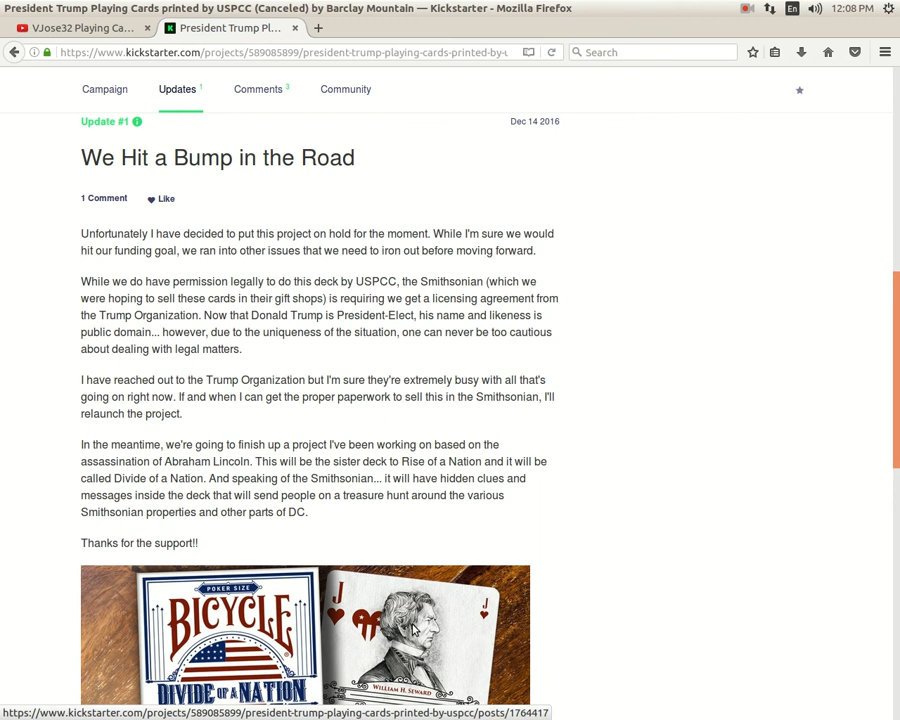 President Trump Playing Cards printed by USPCC (Canceled) by Barclay Mountain — Kickstarter - Mozilla Firefox
En
12:08 PM
VJose32 Playing Ca... ×
President Trump Pl... ×
https://www.kickstarter.com/projects/589085899/president-trump-playing-cards-printed-by-u
Search
Campaign
Updates 1
Comments 3
Community
Update #1
Dec 14 2016
We Hit a Bump in the Road
1 Comment
Like
Unfortunately I have decided to put this project on hold for the moment. While I'm sure we would
hit our funding goal, we ran into other issues that we need to iron out before moving forward.
While we do have permission legally to do this deck by USPCC, the Smithsonian (which we
were hoping to sell these cards in their gift shops) is requiring we get a licensing agreement from
the Trump Organization. Now that Donald Trump is President-Elect, his name and likeness is
public domain... however, due to the uniqueness of the situation, one can never be too cautious
about dealing with legal matters.
I have reached out to the Trump Organization but I'm sure they're extremely busy with all that's
going on right now. If and when I can get the proper paperwork to sell this in the Smithsonian, I'll
relaunch the project.
In the meantime, we're going to finish up a project I've been working on based on the
assassination of Abraham Lincoln. This will be the sister deck to Rise of a Nation and it will be
called Divide of a Nation. And speaking of the Smithsonian... it will have hidden clues and
messages inside the deck that will send people on a treasure hunt around the various
Smithsonian properties and other parts of DC.
Thanks for the support!!
POKER SIZE
BICYCLE
DIVIDE OF A NATION
J
J
WILLIAM H. SEWARD
https://www.kickstarter.com/projects/589085899/president-trump-playing-cards-printed-by-uspcc/posts/1764417